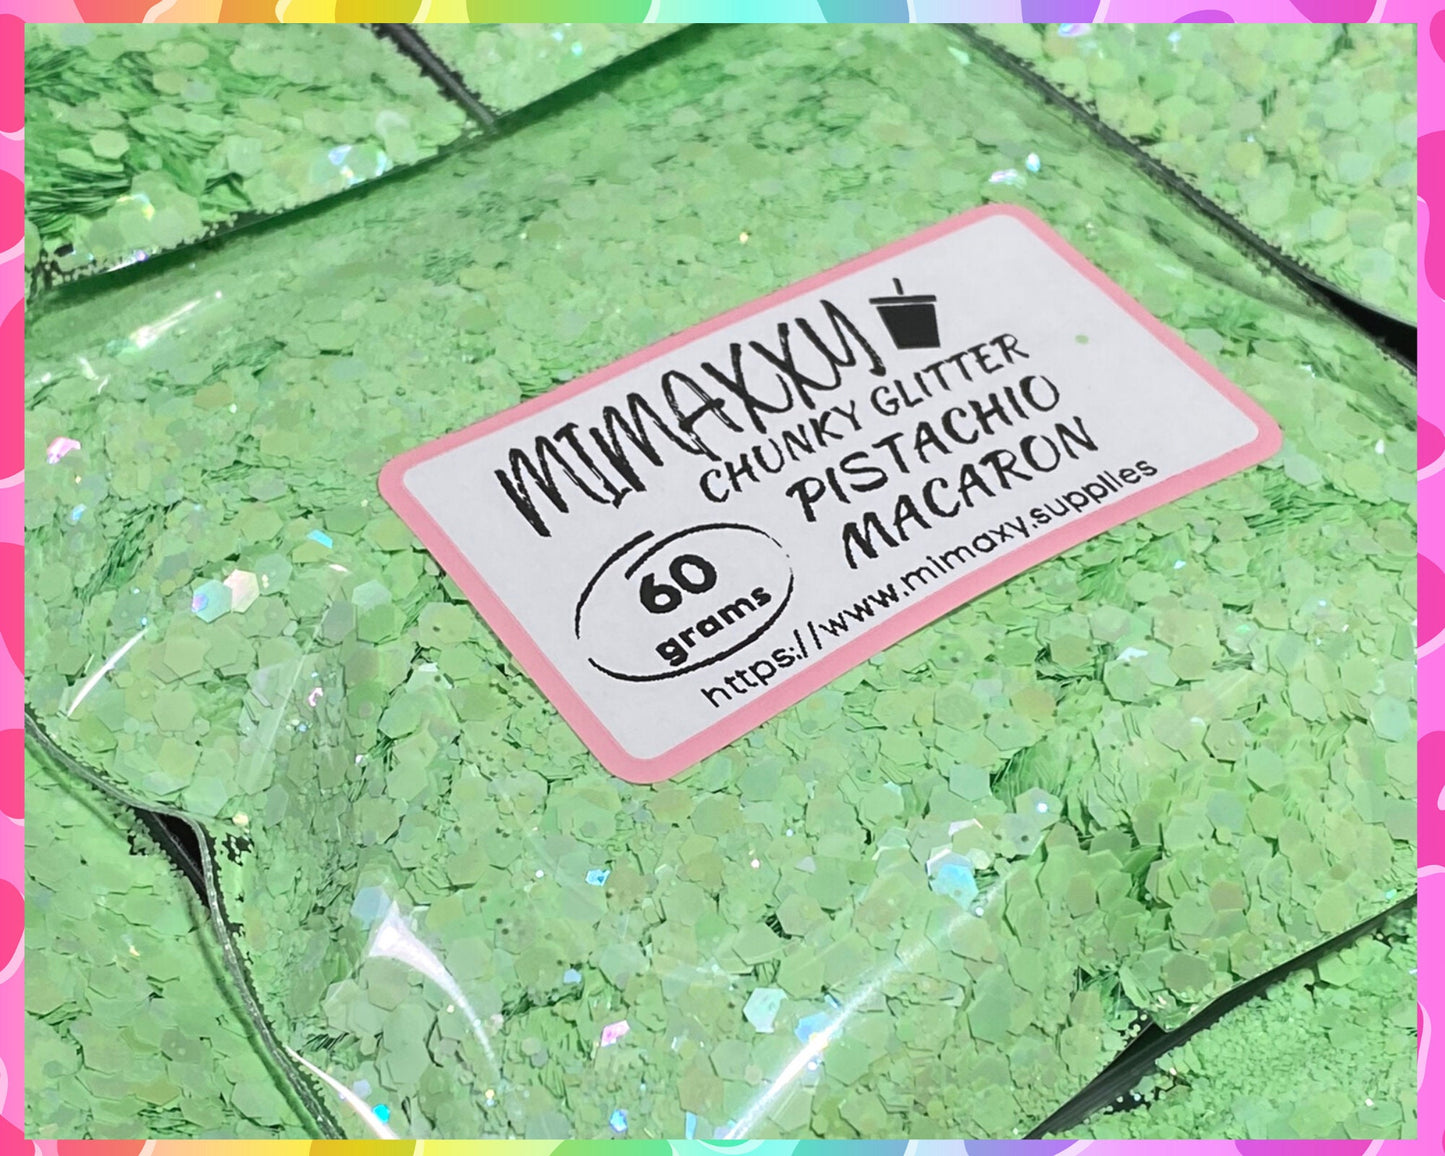 MIMAXXY
CHUNKY GLITTER
PISTACHIO
MACARON
60
grams
https://www.mimaxy.supplies